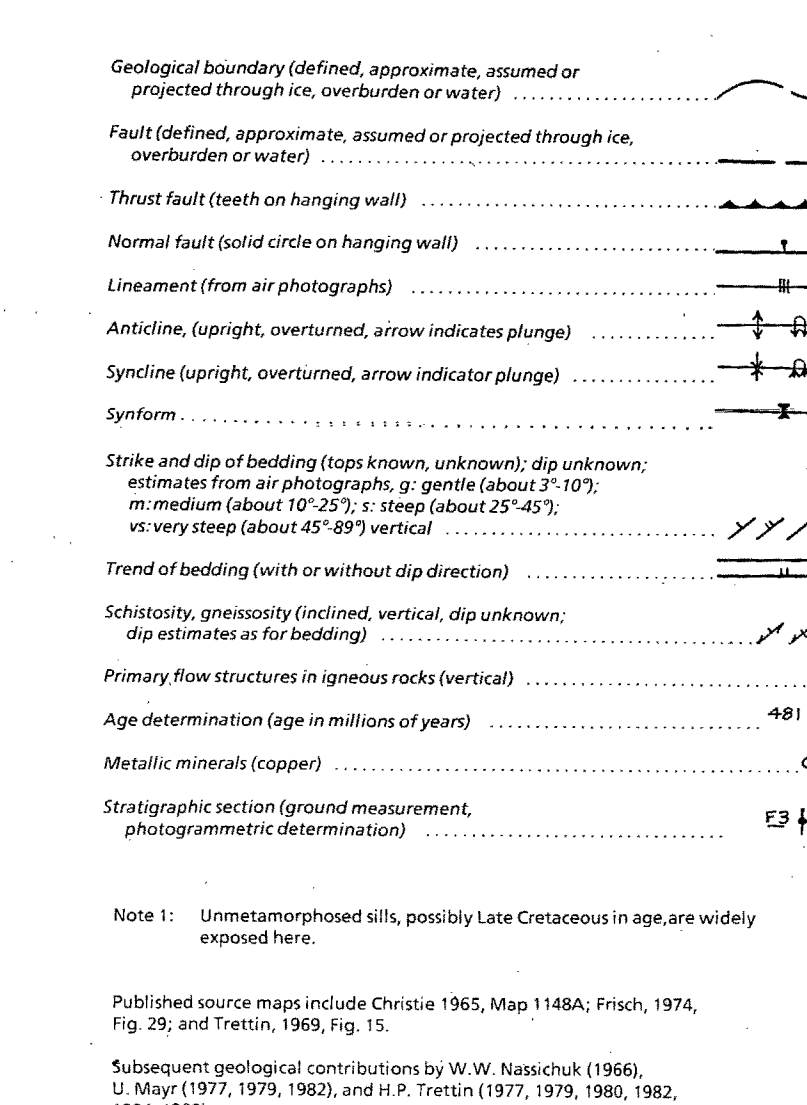 Geological boundary (defined, approximate, assumed or
projected through ice, overburden or water)
Fault (defined, approximate, assumed or projected through ice,
overburden or water)
Thrust fault (teeth on hanging wall)
Normal fault (solid circle on hanging wall)
Lineament (from air photographs)
Anticline, (upright, overturned, arrow indicates plunge)
Syncline (upright, overturned, arrow indicator plunge)
Synform
Strike and dip of bedding (tops known, unknown); dip unknown;
estimates from air photographs, g: gentle (about 3°-10°);
m: medium (about 10°-25°); s: steep (about 25°-45°);
vs: very steep (about 45°-89°) vertical
Trend of bedding (with or without dip direction)
Schistosity, gneissosity (inclined, vertical, dip unknown;
dip estimates as for bedding)
Primary flow structures in igneous rocks (vertical)
Age determination (age in millions of years) 481
Metallic minerals (copper)
Stratigraphic section (ground measurement,
photogrammetric determination) F3
Note 1: Unmetamorphosed sills, possibly Late Cretaceous in age, are widely
exposed here.
Published source maps include Christie 1965, Map 1148A; Frisch, 1974,
Fig. 29; and Trettin, 1969, Fig. 15.
Subsequent geological contributions by W.W. Nassichuk (1966),
U. Mayr (1977, 1979, 1982), and H.P. Trettin (1977, 1979, 1980, 1982,